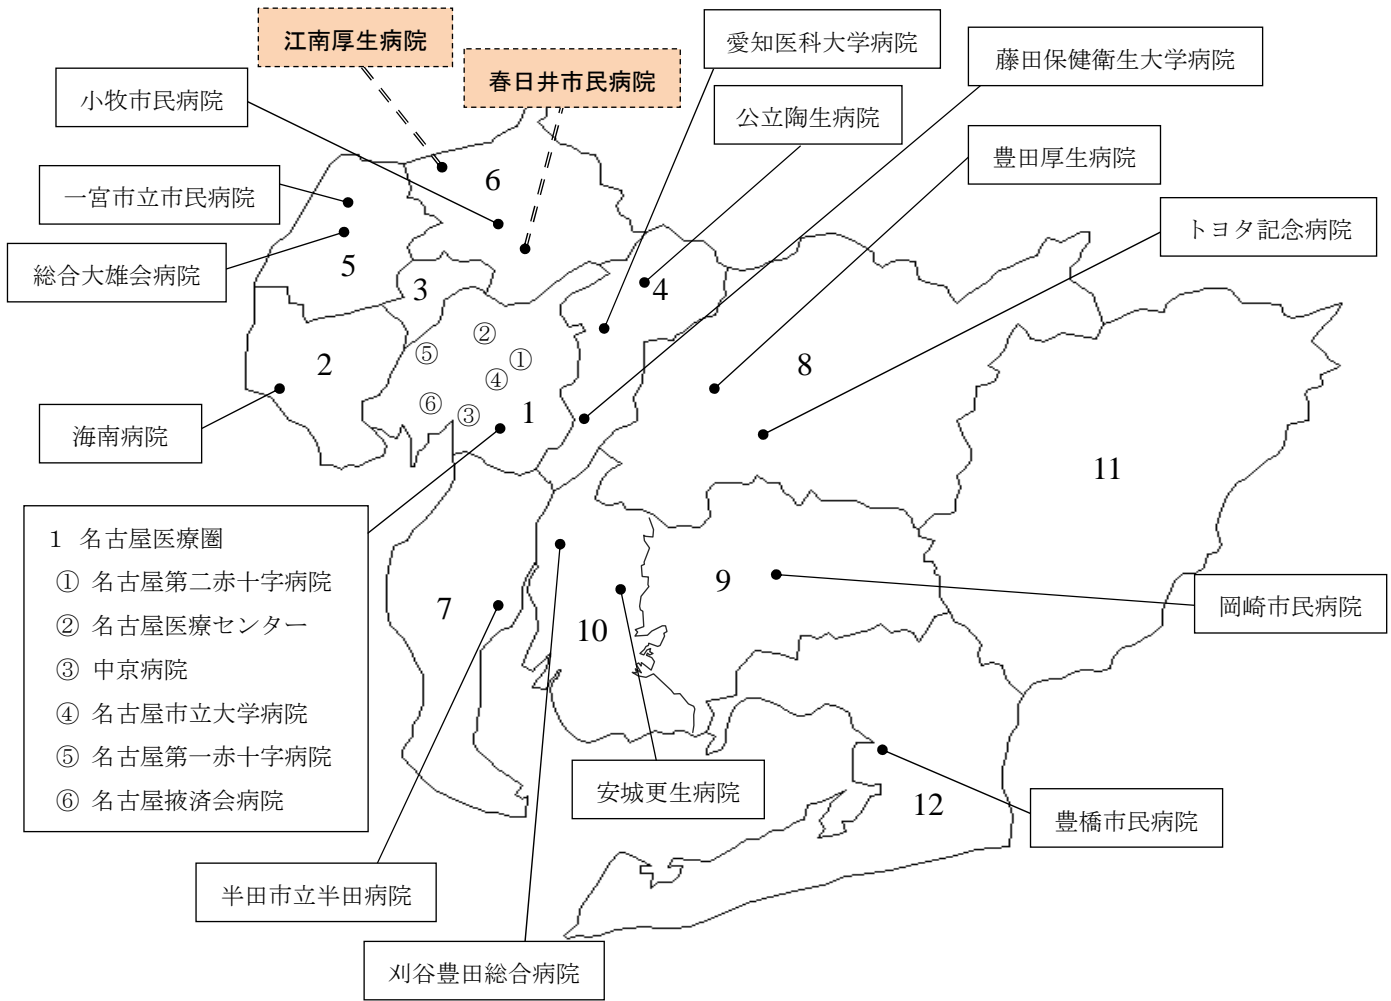 江南厚生病院
愛知医科大学病院
藤田保健衛生大学病院
春日井市民病院
小牧市民病院
公立陶生病院
豊田厚生病院
一宮市立市民病院
トヨタ記念病院
総合大雄会病院
海南病院
6
5
3
4
2
8
②
⑤
①
④
⑥
③
1
11
1 名古屋医療圏
① 名古屋第二赤十字病院
② 名古屋医療センター
③ 中京病院
④ 名古屋市立大学病院
⑤ 名古屋第一赤十字病院
⑥ 名古屋掖済会病院
7
10
9
12
岡崎市民病院
安城更生病院
豊橋市民病院
半田市立半田病院
刈谷豊田総合病院